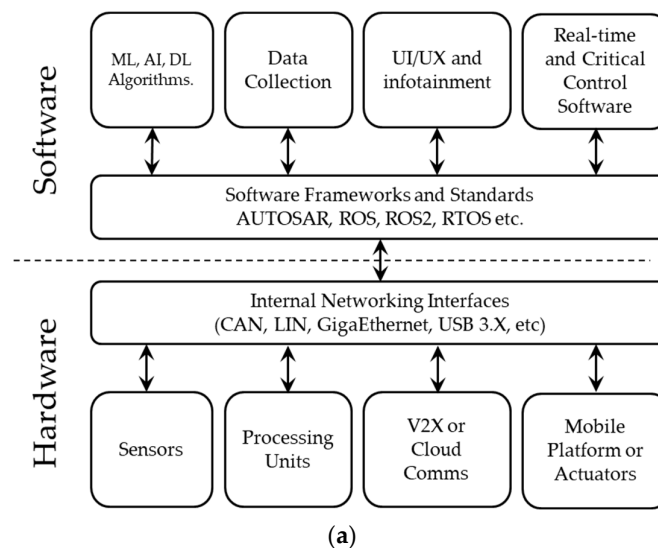 Software
ML, AI, DL
Algorithms.
Data
Collection
UI/UX and
infotainment
Real-time
and Critical
Control
Software
Software Frameworks and Standards
AUTOSAR, ROS, ROS2, RTOS etc.
Hardware
Internal Networking Interfaces
(CAN, LIN, GigaEthernet, USB 3.X, etc)
Sensors
Processing
Units
V2X or
Cloud
Comms
Mobile
Platform or
Actuators
(a)